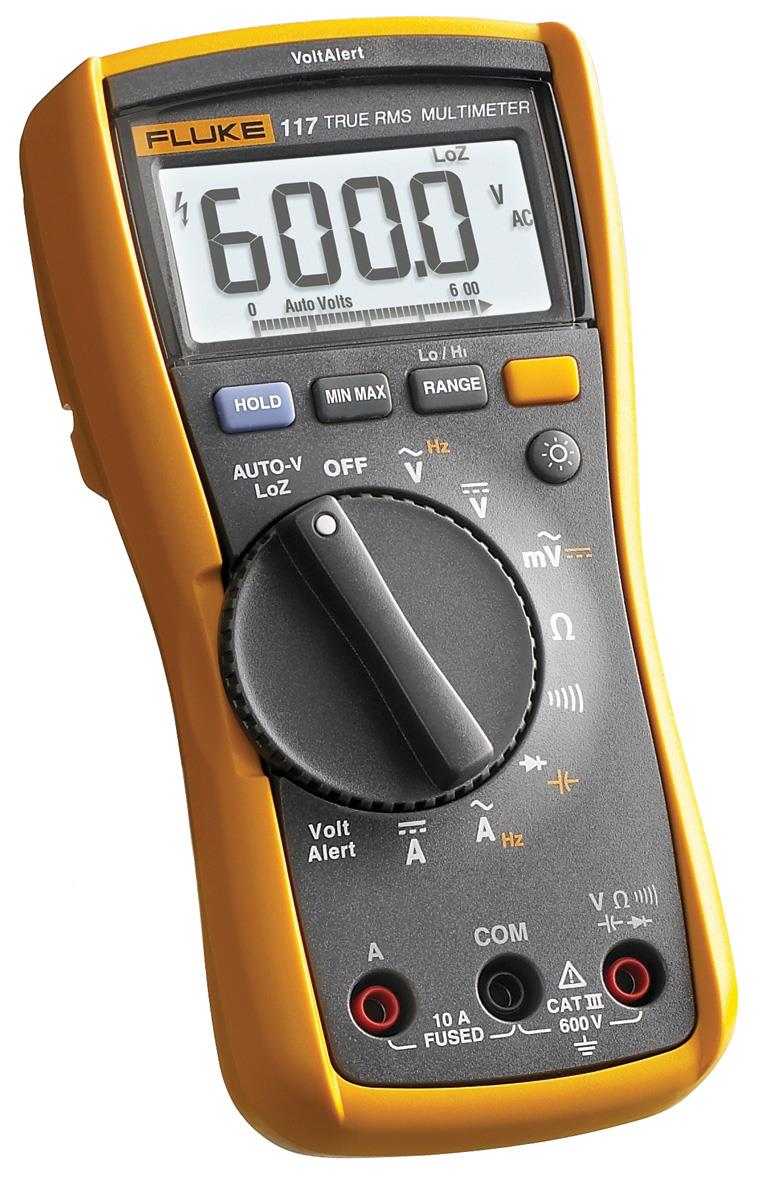 VoltAlert
FLUKE 117 TRUE RMS MULTIMETER
LoZ
600.0 V AC
0 Auto Volts 6 00
Lo / Hi
HOLD MIN MAX RANGE
AUTO-V LoZ OFF V Hz
V
mV
Ω
Volt Alert A A Hz
V Ω
A COM
10 A FUSED CAT III 600 V